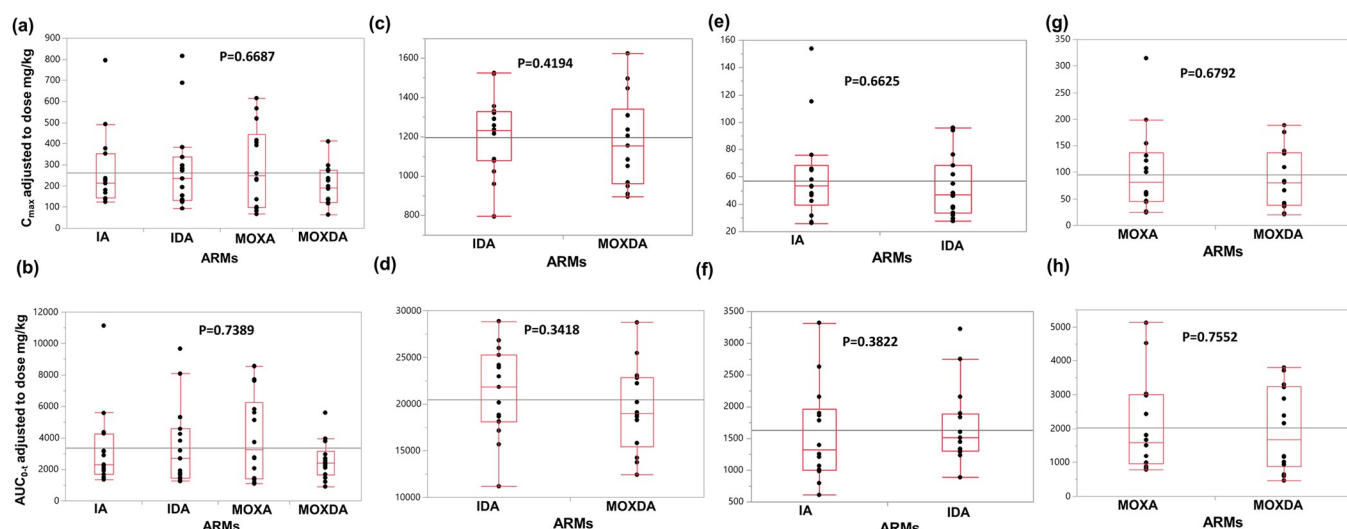 (a)
Cmax adjusted to dose mg/kg
900
800
700
600
500
400
300
200
100
0
P=0.6687
IA IDA MOXA MOXDA
ARMs
(b)
AUC0-t adjusted to dose mg/kg
12000
10000
8000
6000
4000
2000
0
P=0.7389
IA IDA MOXA MOXDA
ARMs
(c)
1600
1400
1200
1000
800
P=0.4194
IDA MOXDA
ARMs
(d)
30000
25000
20000
15000
10000
P=0.3418
IDA MOXDA
ARMs
(e)
160
140
120
100
80
60
40
20
P=0.6625
IA IDA
ARMs
(f)
3500
3000
2500
2000
1500
1000
500
P=0.3822
IA IDA
ARMs
(g)
350
300
250
200
150
100
50
0
P=0.6792
MOXA MOXDA
ARMs
(h)
5000
4000
3000
2000
1000
0
P=0.7552
MOXA MOXDA
ARMs